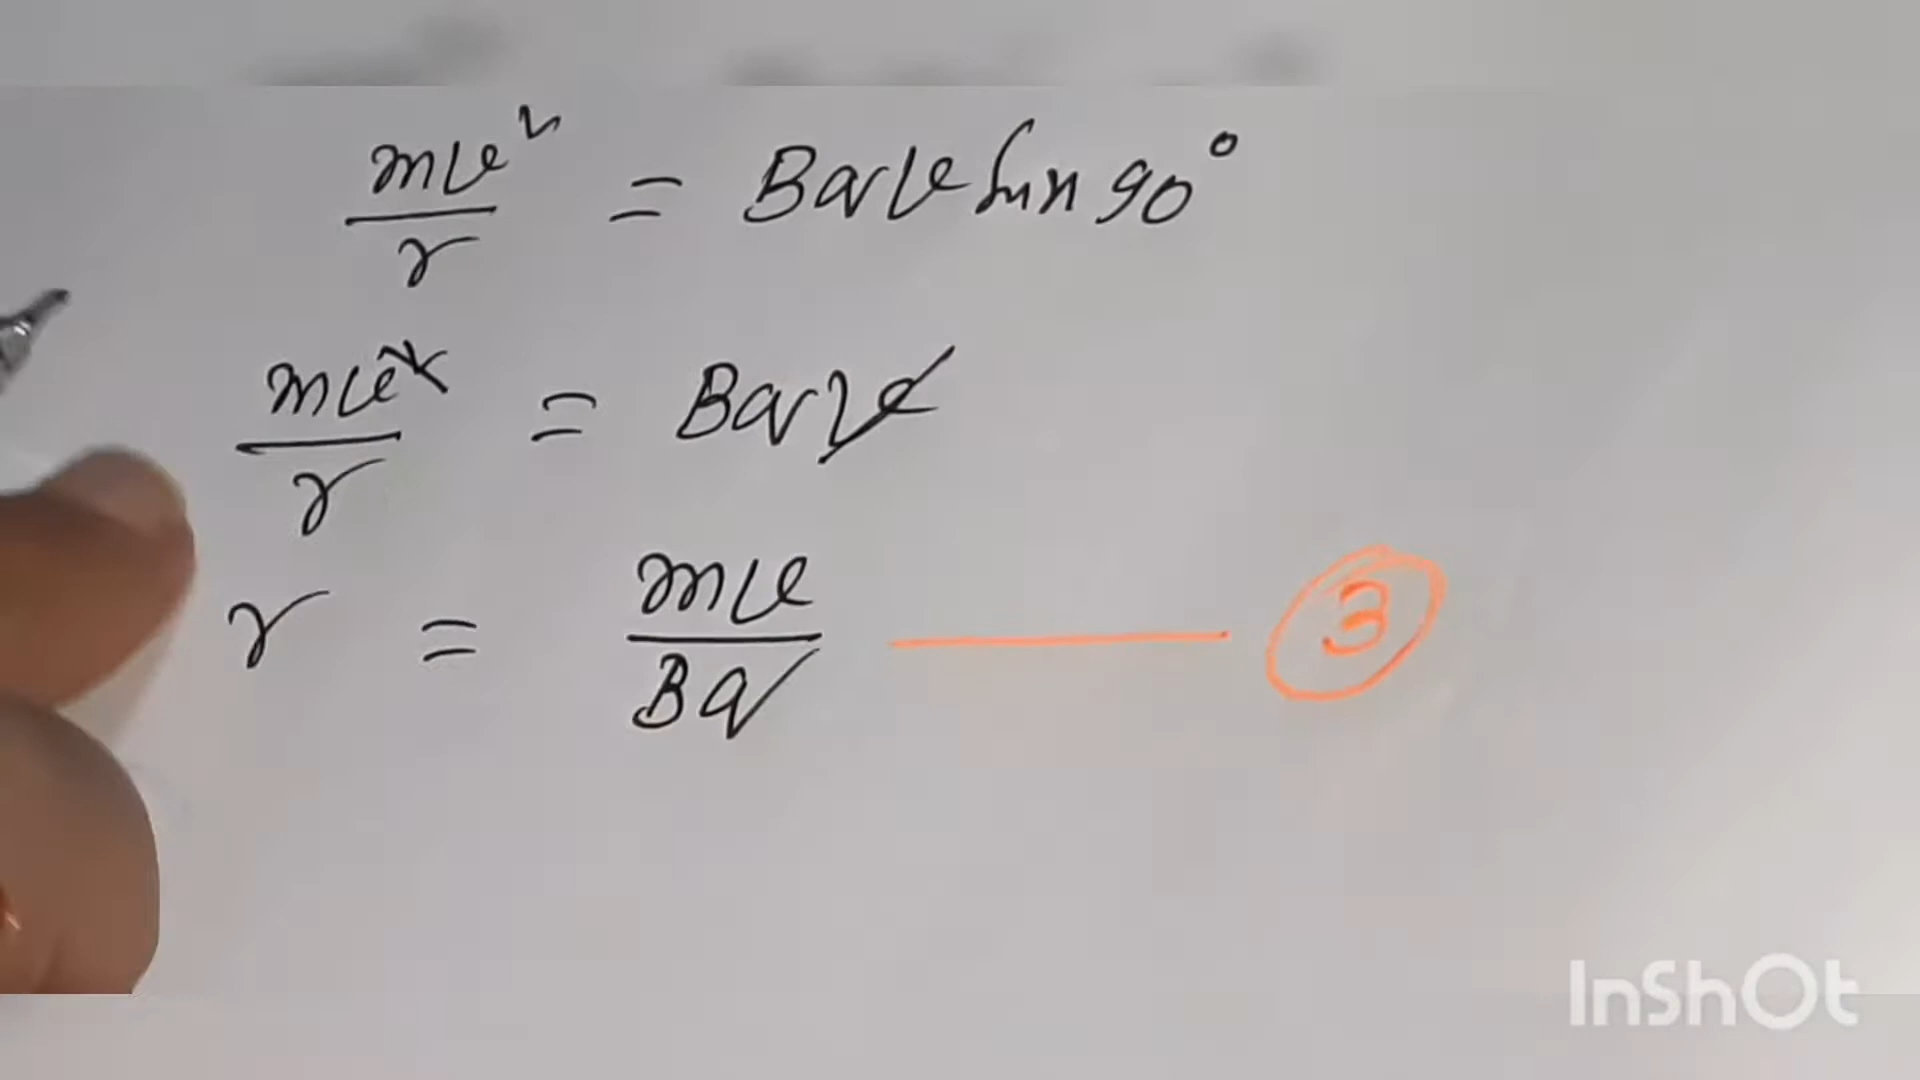 mv²/r = Bqv Sin 90°
mv²/r = Bqv
r = mv/Bq ——— ③
InShOt